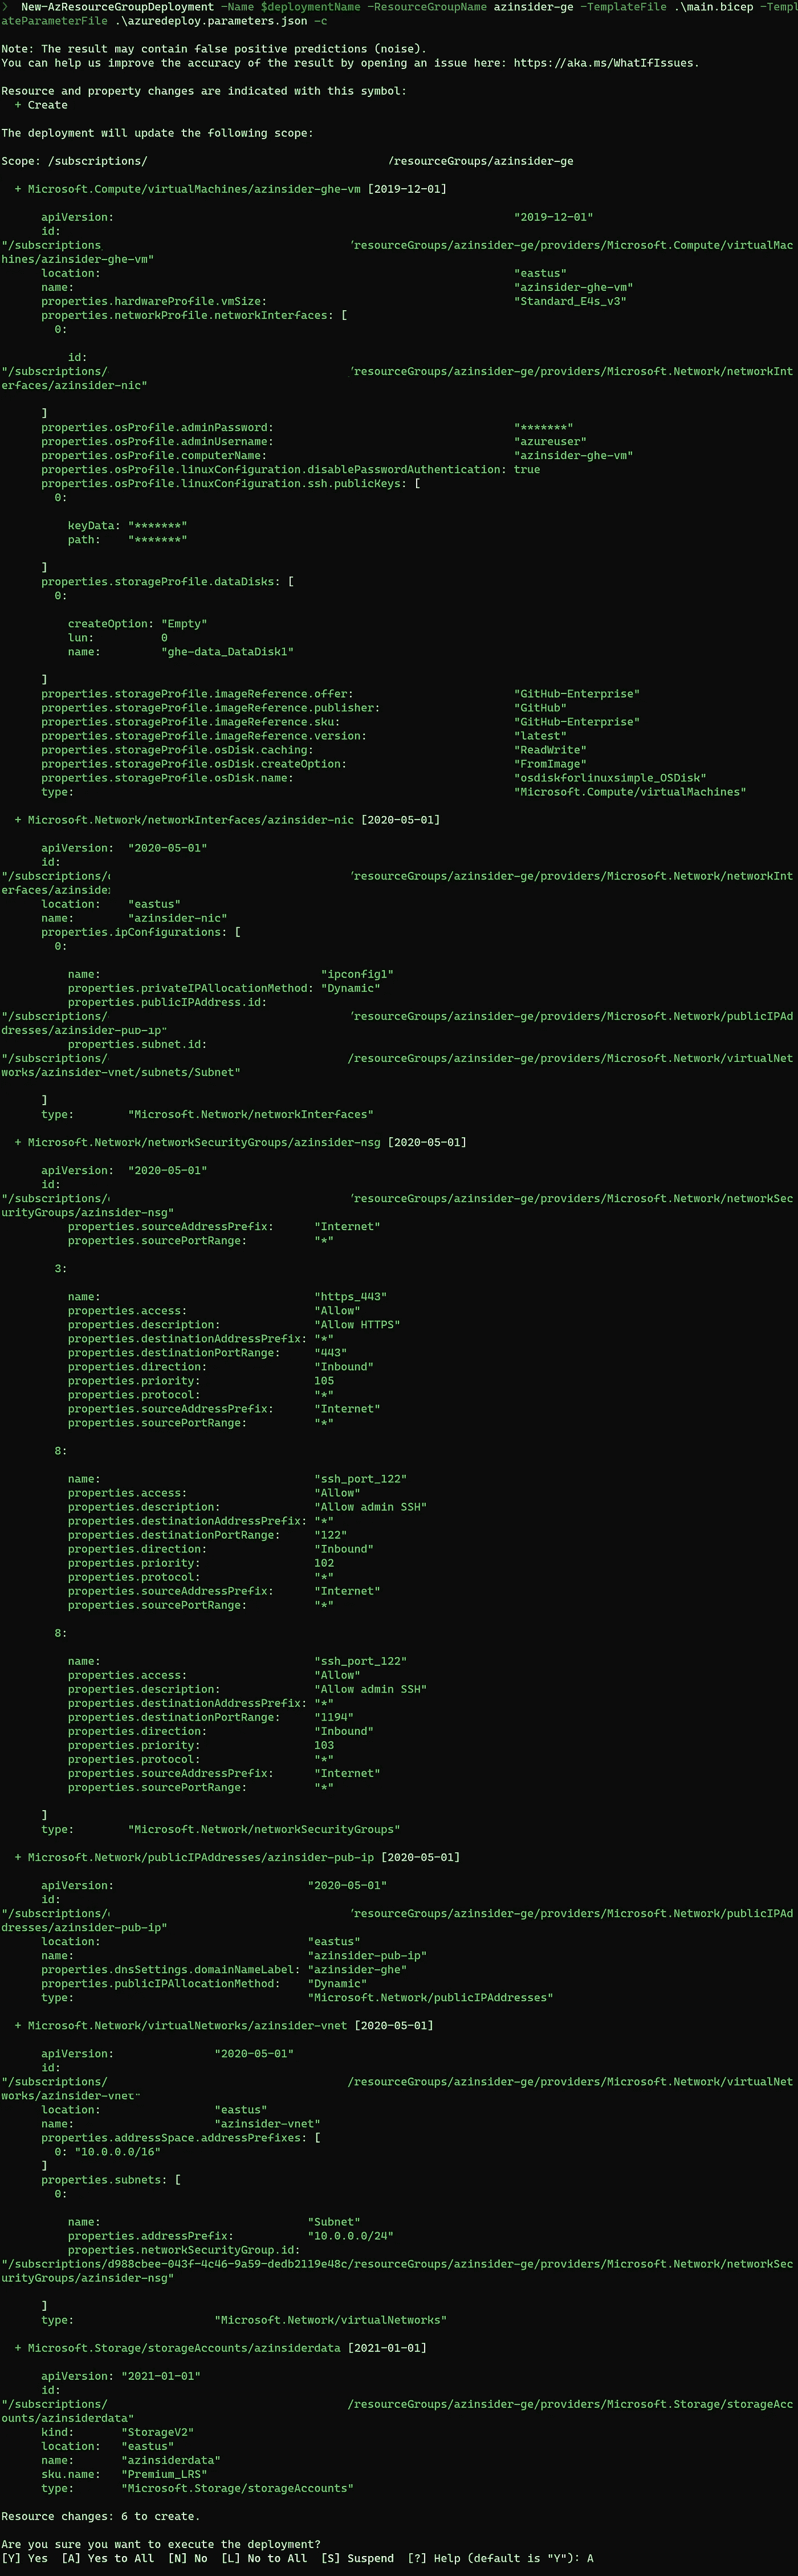 ❯  New-AzResourceGroupDeployment -Name $deploymentName -ResourceGroupName azinsider-ge -TemplateFile .\main.bicep -Templ
ateParameterFile .\azuredeploy.parameters.json -c
Note: The result may contain false positive predictions (noise).
You can help us improve the accuracy of the result by opening an issue here: https://aka.ms/WhatIfIssues.
Resource and property changes are indicated with this symbol:
  + Create
The deployment will update the following scope:
Scope: /subscriptions/ /resourceGroups/azinsider-ge
  + Microsoft.Compute/virtualMachines/azinsider-ghe-vm [2019-12-01]
      apiVersion: "2019-12-01"
      id:
"/subscriptions /resourceGroups/azinsider-ge/providers/Microsoft.Compute/virtualMac
hines/azinsider-ghe-vm"
      location: "eastus"
      name: "azinsider-ghe-vm"
      properties.hardwareProfile.vmSize: "Standard_E4s_v3"
      properties.networkProfile.networkInterfaces: [
        0:
          id:
"/subscriptions/ /resourceGroups/azinsider-ge/providers/Microsoft.Network/networkInt
erfaces/azinsider-nic"
      ]
      properties.osProfile.adminPassword: "*******"
      properties.osProfile.adminUsername: "azureuser"
      properties.osProfile.computerName: "azinsider-ghe-vm"
      properties.osProfile.linuxConfiguration.disablePasswordAuthentication: true
      properties.osProfile.linuxConfiguration.ssh.publicKeys: [
        0:
          keyData: "*******"
          path: "*******"
      ]
      properties.storageProfile.dataDisks: [
        0:
          createOption: "Empty"
          lun: 0
          name: "ghe-data_DataDisk1"
      ]
      properties.storageProfile.imageReference.offer: "GitHub-Enterprise"
      properties.storageProfile.imageReference.publisher: "GitHub"
      properties.storageProfile.imageReference.sku: "GitHub-Enterprise"
      properties.storageProfile.imageReference.version: "latest"
      properties.storageProfile.osDisk.caching: "ReadWrite"
      properties.storageProfile.osDisk.createOption: "FromImage"
      properties.storageProfile.osDisk.name: "osdiskforlinuxsimple_OSDisk"
      type: "Microsoft.Compute/virtualMachines"
  + Microsoft.Network/networkInterfaces/azinsider-nic [2020-05-01]
      apiVersion: "2020-05-01"
      id:
"/subscriptions/ /resourceGroups/azinsider-ge/providers/Microsoft.Network/networkInt
erfaces/azinsider
      location: "eastus"
      name: "azinsider-nic"
      properties.ipConfigurations: [
        0:
          name: "ipconfig1"
          properties.privateIPAllocationMethod: "Dynamic"
          properties.publicIPAddress.id:
"/subscriptions/ /resourceGroups/azinsider-ge/providers/Microsoft.Network/publicIPAd
dresses/azinsider-pub-ip"
          properties.subnet.id:
"/subscriptions/ /resourceGroups/azinsider-ge/providers/Microsoft.Network/virtualNet
works/azinsider-vnet/subnets/Subnet"
      ]
      type: "Microsoft.Network/networkInterfaces"
  + Microsoft.Network/networkSecurityGroups/azinsider-nsg [2020-05-01]
      apiVersion: "2020-05-01"
      id:
"/subscriptions/ /resourceGroups/azinsider-ge/providers/Microsoft.Network/networkSec
urityGroups/azinsider-nsg"
          properties.sourceAddressPrefix: "Internet"
          properties.sourcePortRange: "*"
        3:
          name: "https_443"
          properties.access: "Allow"
          properties.description: "Allow HTTPS"
          properties.destinationAddressPrefix: "*"
          properties.destinationPortRange: "443"
          properties.direction: "Inbound"
          properties.priority: 105
          properties.protocol: "*"
          properties.sourceAddressPrefix: "Internet"
          properties.sourcePortRange: "*"
        8:
          name: "ssh_port_122"
          properties.access: "Allow"
          properties.description: "Allow admin SSH"
          properties.destinationAddressPrefix: "*"
          properties.destinationPortRange: "122"
          properties.direction: "Inbound"
          properties.priority: 102
          properties.protocol: "*"
          properties.sourceAddressPrefix: "Internet"
          properties.sourcePortRange: "*"
        8:
          name: "ssh_port_122"
          properties.access: "Allow"
          properties.description: "Allow admin SSH"
          properties.destinationAddressPrefix: "*"
          properties.destinationPortRange: "1194"
          properties.direction: "Inbound"
          properties.priority: 103
          properties.protocol: "*"
          properties.sourceAddressPrefix: "Internet"
          properties.sourcePortRange: "*"
      ]
      type: "Microsoft.Network/networkSecurityGroups"
  + Microsoft.Network/publicIPAddresses/azinsider-pub-ip [2020-05-01]
      apiVersion: "2020-05-01"
      id:
"/subscriptions/ /resourceGroups/azinsider-ge/providers/Microsoft.Network/publicIPAd
dresses/azinsider-pub-ip"
      location: "eastus"
      name: "azinsider-pub-ip"
      properties.dnsSettings.domainNameLabel: "azinsider-ghe"
      properties.publicIPAllocationMethod: "Dynamic"
      type: "Microsoft.Network/publicIPAddresses"
  + Microsoft.Network/virtualNetworks/azinsider-vnet [2020-05-01]
      apiVersion: "2020-05-01"
      id:
"/subscriptions/ /resourceGroups/azinsider-ge/providers/Microsoft.Network/virtualNet
works/azinsider-vnet"
      location: "eastus"
      name: "azinsider-vnet"
      properties.addressSpace.addressPrefixes: [
        0: "10.0.0.0/16"
      ]
      properties.subnets: [
        0:
          name: "Subnet"
          properties.addressPrefix: "10.0.0.0/24"
          properties.networkSecurityGroup.id:
"/subscriptions/d988cbee-043f-4c46-9a59-dedb2119e48c/resourceGroups/azinsider-ge/providers/Microsoft.Network/networkSec
urityGroups/azinsider-nsg"
      ]
      type: "Microsoft.Network/virtualNetworks"
  + Microsoft.Storage/storageAccounts/azinsiderdata [2021-01-01]
      apiVersion: "2021-01-01"
      id:
"/subscriptions/ /resourceGroups/azinsider-ge/providers/Microsoft.Storage/storageAcc
ounts/azinsiderdata"
      kind: "StorageV2"
      location: "eastus"
      name: "azinsiderdata"
      sku.name: "Premium_LRS"
      type: "Microsoft.Storage/storageAccounts"
Resource changes: 6 to create.
Are you sure you want to execute the deployment?
[Y] Yes  [A] Yes to All  [N] No  [L] No to All  [S] Suspend  [?] Help (default is "Y"): A